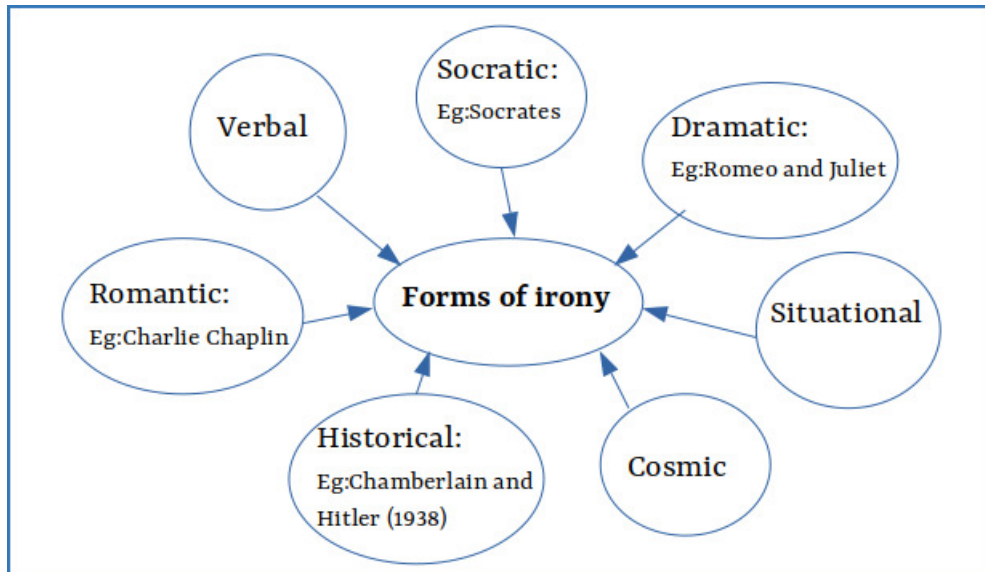 Socratic:
Eg:Socrates
Verbal
Dramatic:
Eg:Romeo and Juliet
Romantic:
Eg:Charlie Chaplin
Forms of irony
Situational
Historical:
Eg:Chamberlain and
Hitler (1938)
Cosmic